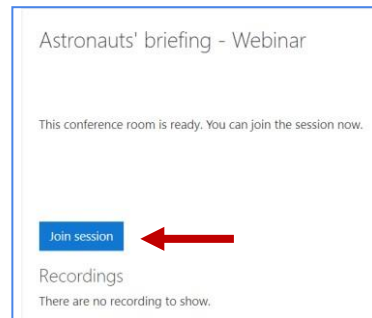 Astronauts' briefing - Webinar
This conference room is ready. You can join the session now.
Join session
Recordings
There are no recording to show.